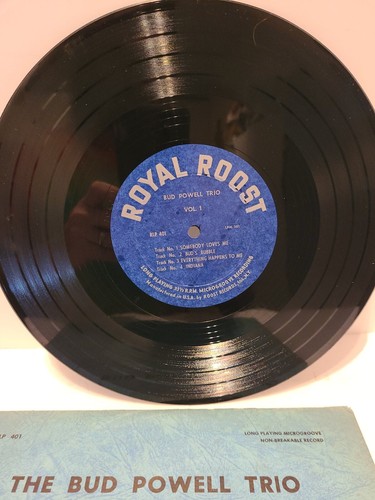 ROYAL ROOST
BUD POWELL TRIO
VOL. 1
RLP 401
Track No. 1 SOMEBODY LOVES ME
Track No. 2 BUD'S BUBBLE
Track No. 3 EVERYTHING HAPPENS TO ME
Track No. 4 INDIANA
LONG PLAYING 33⅓ R.P.M. MICROGROOVE RECORDING
Manufactured in U.S.A. by ROOST RECORDS, INC. N.Y.
LP 401
LONG PLAYING MICROGROOVE
NON-BREAKABLE RECORD
THE BUD POWELL TRIO